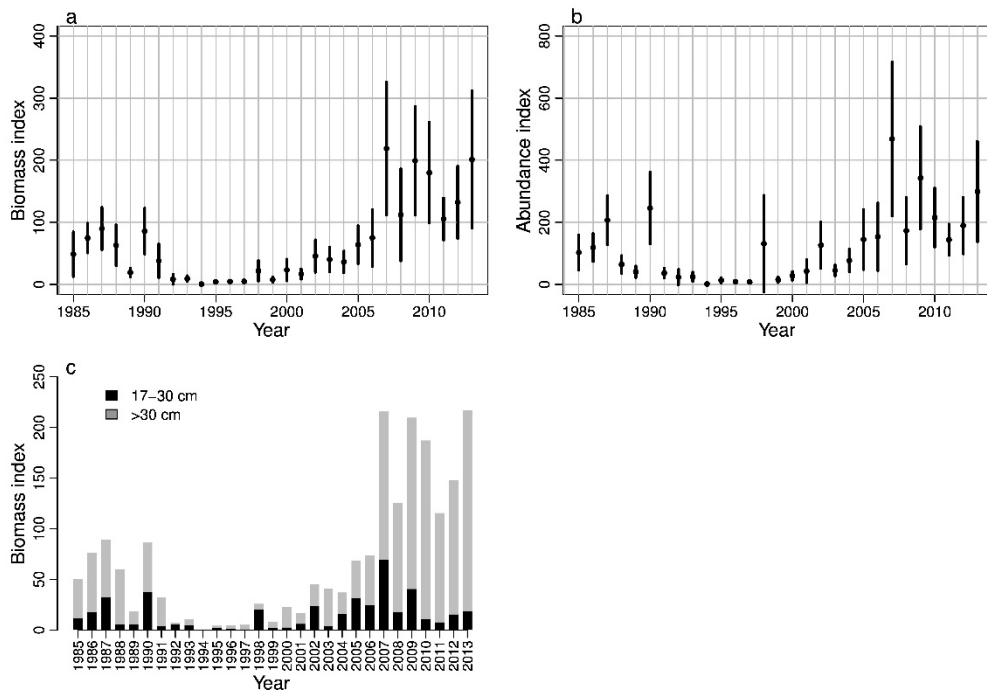 a
Biomass index
400
300
200
100
0
1985 1990 1995 2000 2005 2010
Year
b
Abundance index
800
600
400
200
0
1985 1990 1995 2000 2005 2010
Year
c
Biomass index
250
200
150
100
50
0
17–30 cm
>30 cm
1985 1986 1987 1988 1989 1990 1991 1992 1993 1994 1995 1996 1997 1998 1999 2000 2001 2002 2003 2004 2005 2006 2007 2008 2009 2010 2011 2012 2013
Year